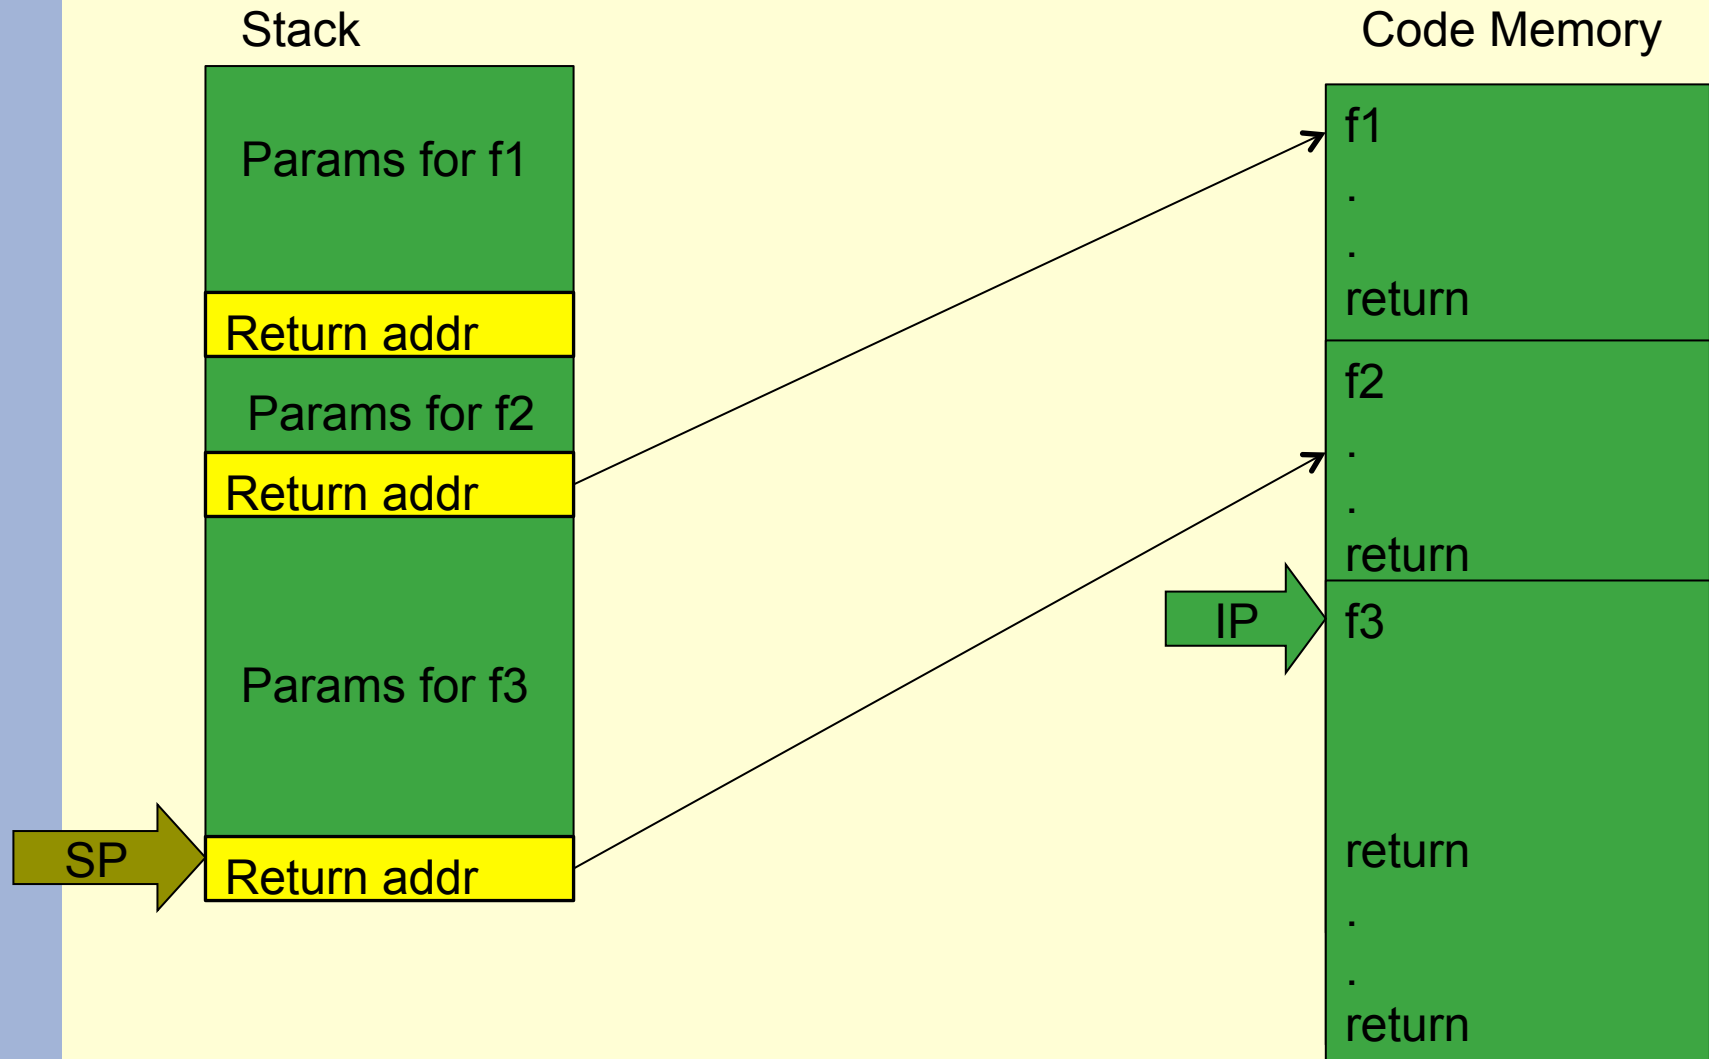 Stack
Params for f1
Return addr
Params for f2
Return addr
Params for f3
SP
Return addr
Code Memory
f1
.
.
return
f2
.
.
return
IP
f3
return
.
.
return